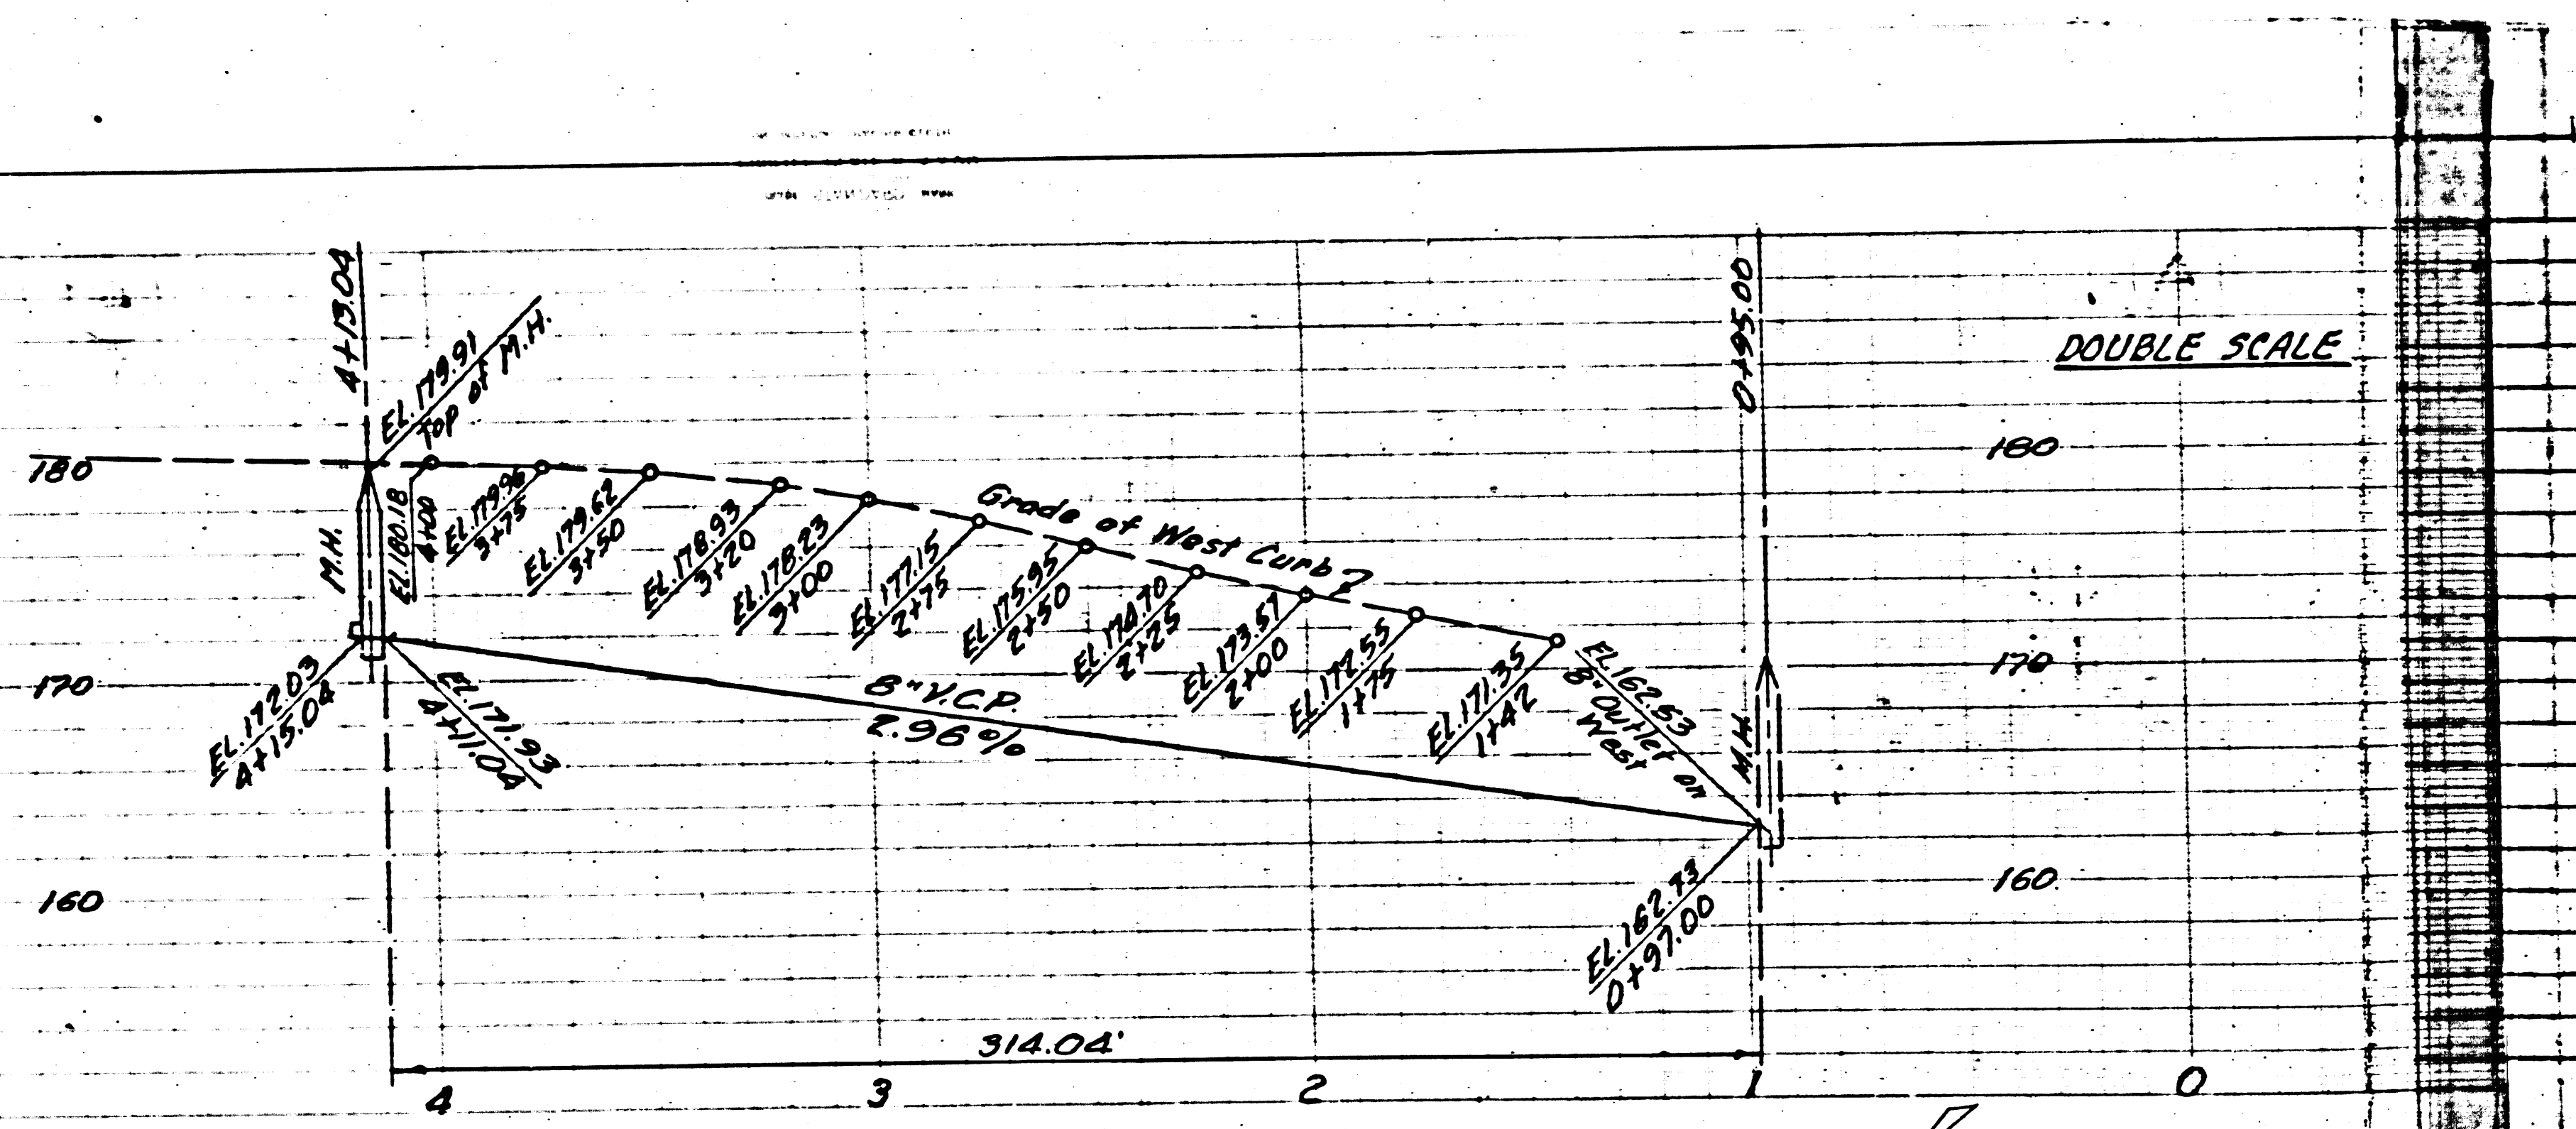 4+13.04
EL.179.91
Top of M.H.
0+95.00
DOUBLE SCALE
180
180
M.H.
EL.180.18
4+00
EL.179.96
3+75
EL.179.62
3+50
EL.178.93
3+20
EL.178.23
3+00
EL.177.15
2+75
EL.175.95
2+50
EL.174.70
2+25
EL.173.57
2+00
EL.172.55
1+75
EL.171.35
1+42
Grade of West Curb
EL.162.53
8" Outlet on
West
M.H.
170
170
EL.172.03
4+15.04
EL.171.93
4+11.04
8" V.C.P.
2.96%
160
160
EL.162.73
0+97.00
314.04'
4
3
2
1
0